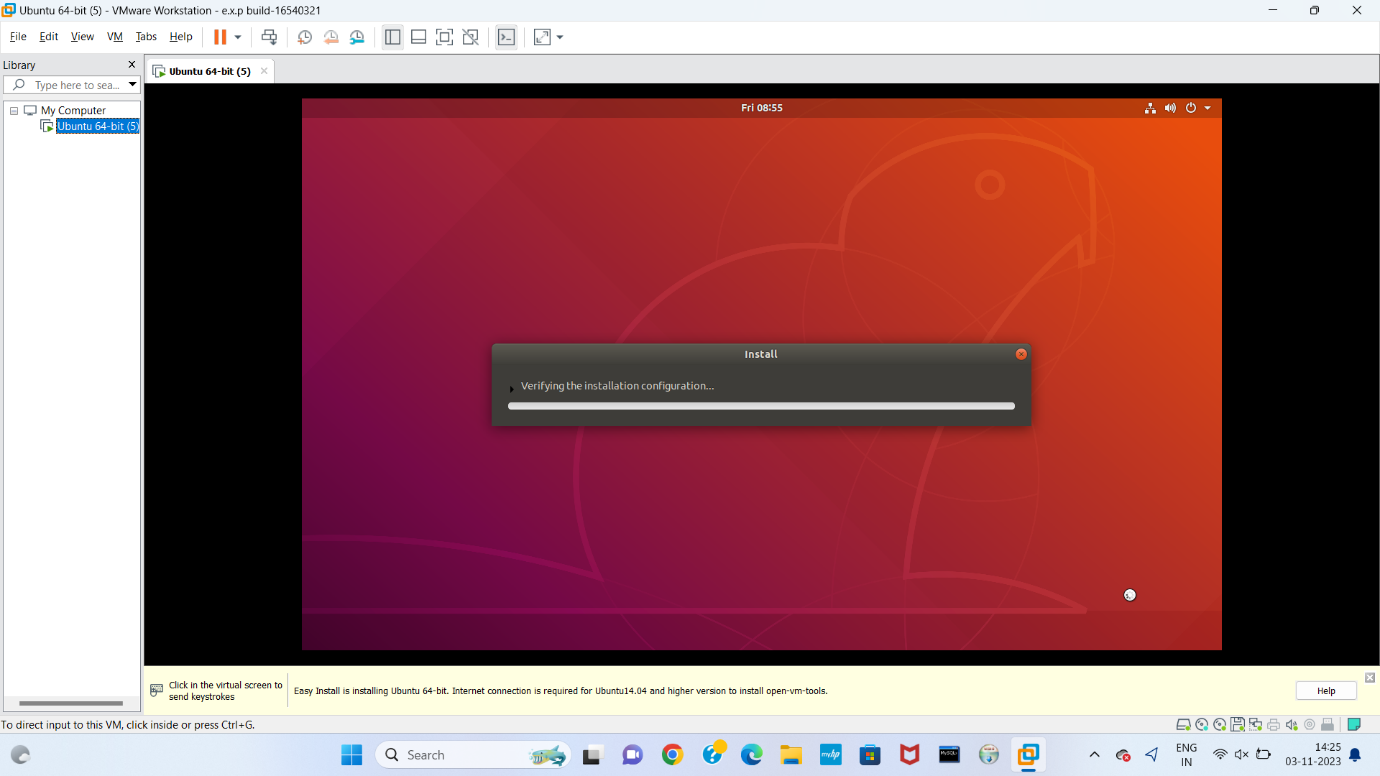 Ubuntu 64-bit (5) - VMware Workstation - e.x.p build-16540321
File Edit View VM Tabs Help
Library
Type here to sea...
My Computer
Ubuntu 64-bit (5)
Ubuntu 64-bit (5)
Fri 08:55
Install
Verifying the installation configuration...
Click in the virtual screen to
send keystrokes
Easy Install is installing Ubuntu 64-bit. Internet connection is required for Ubuntu14.04 and higher version to install open-vm-tools.
Help
To direct input to this VM, click inside or press Ctrl+G.
Search
myhp
MySQL
ENG
IN
14:25
03-11-2023